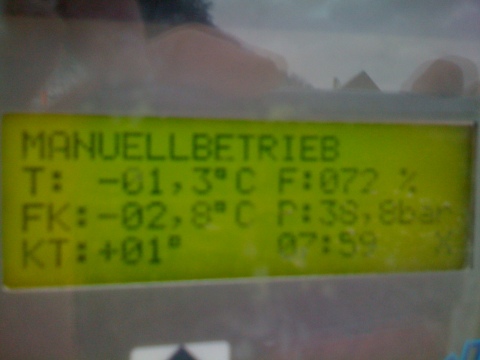 MANUELLBETRIEB
T: -01,3°C F:072 %
FK:-02,8°C P:38,8bar
KT:+01° 07:59